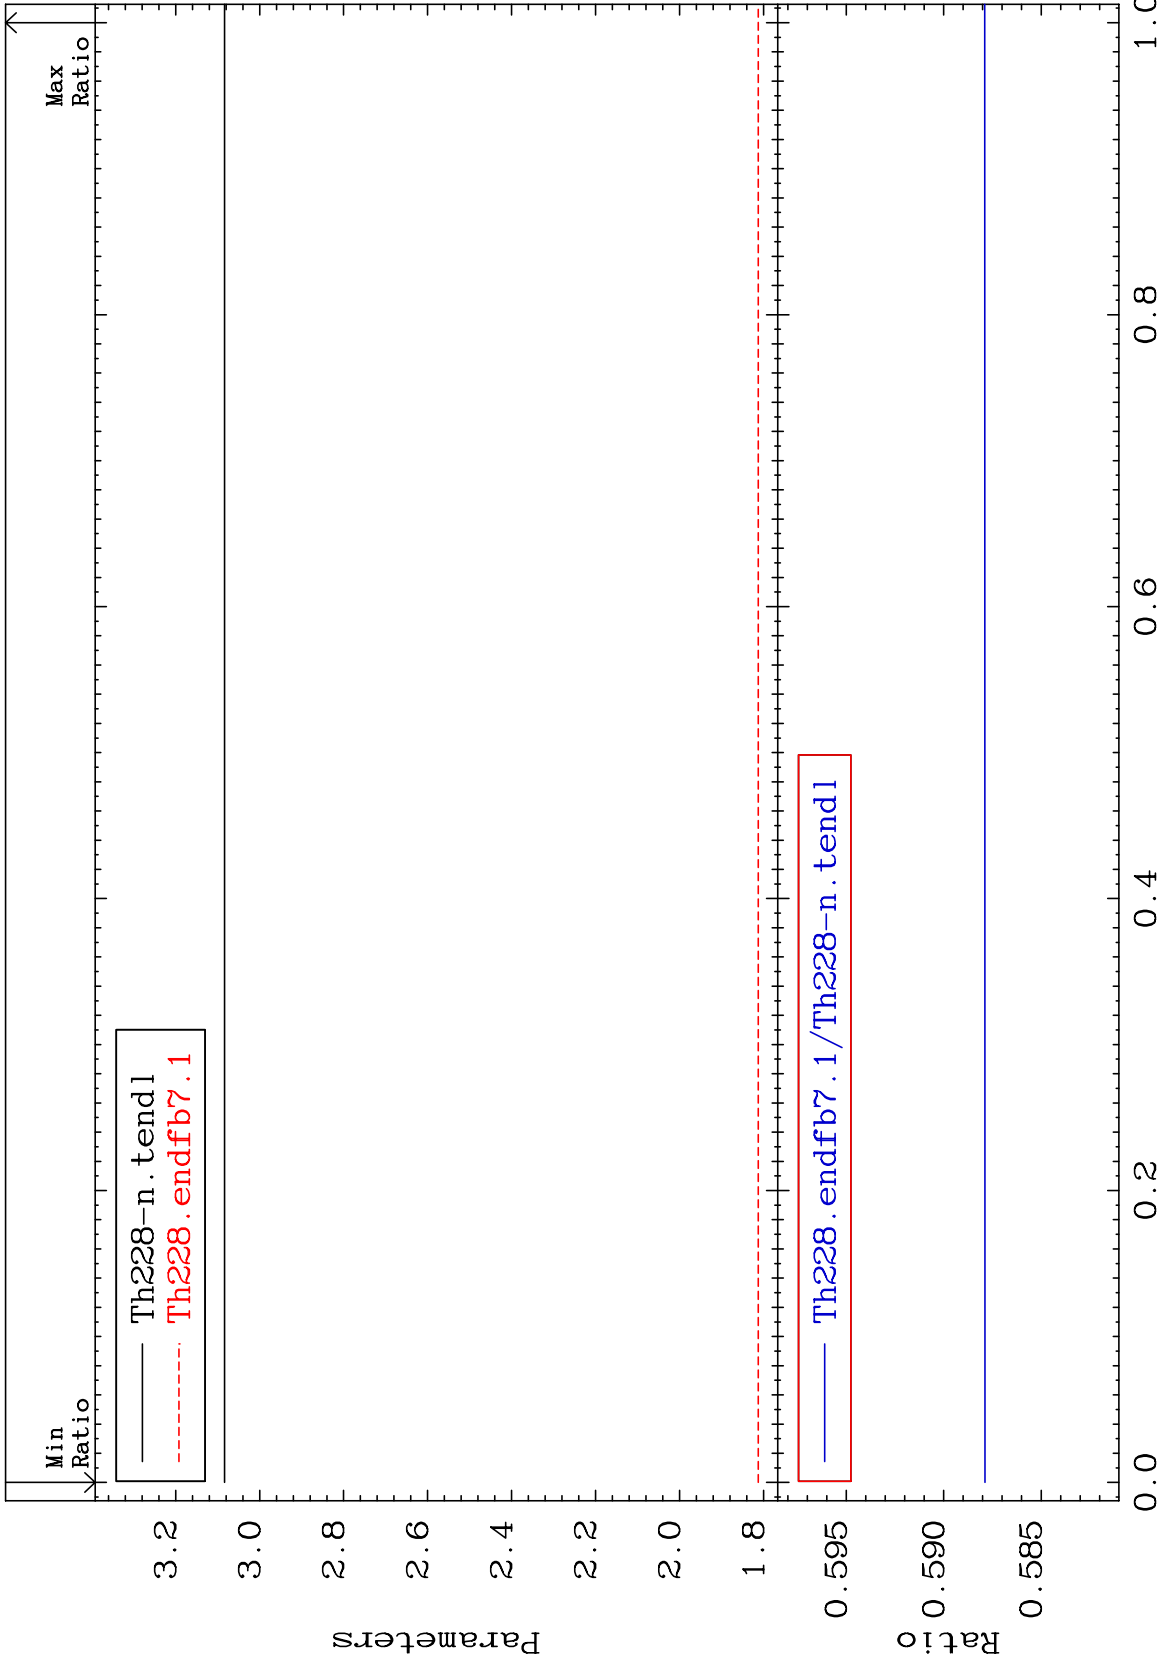 Min
Ratio
Max
Ratio
Th228-n.tendl
Th228.endfb7.1
3.2
3.0
2.8
2.6
2.4
2.2
2.0
1.8
Parameters
Th228.endfb7.1/Th228-n.tendl
0.595
0.590
0.585
Ratio
0.0 0.2 0.4 0.6 0.8 1.0